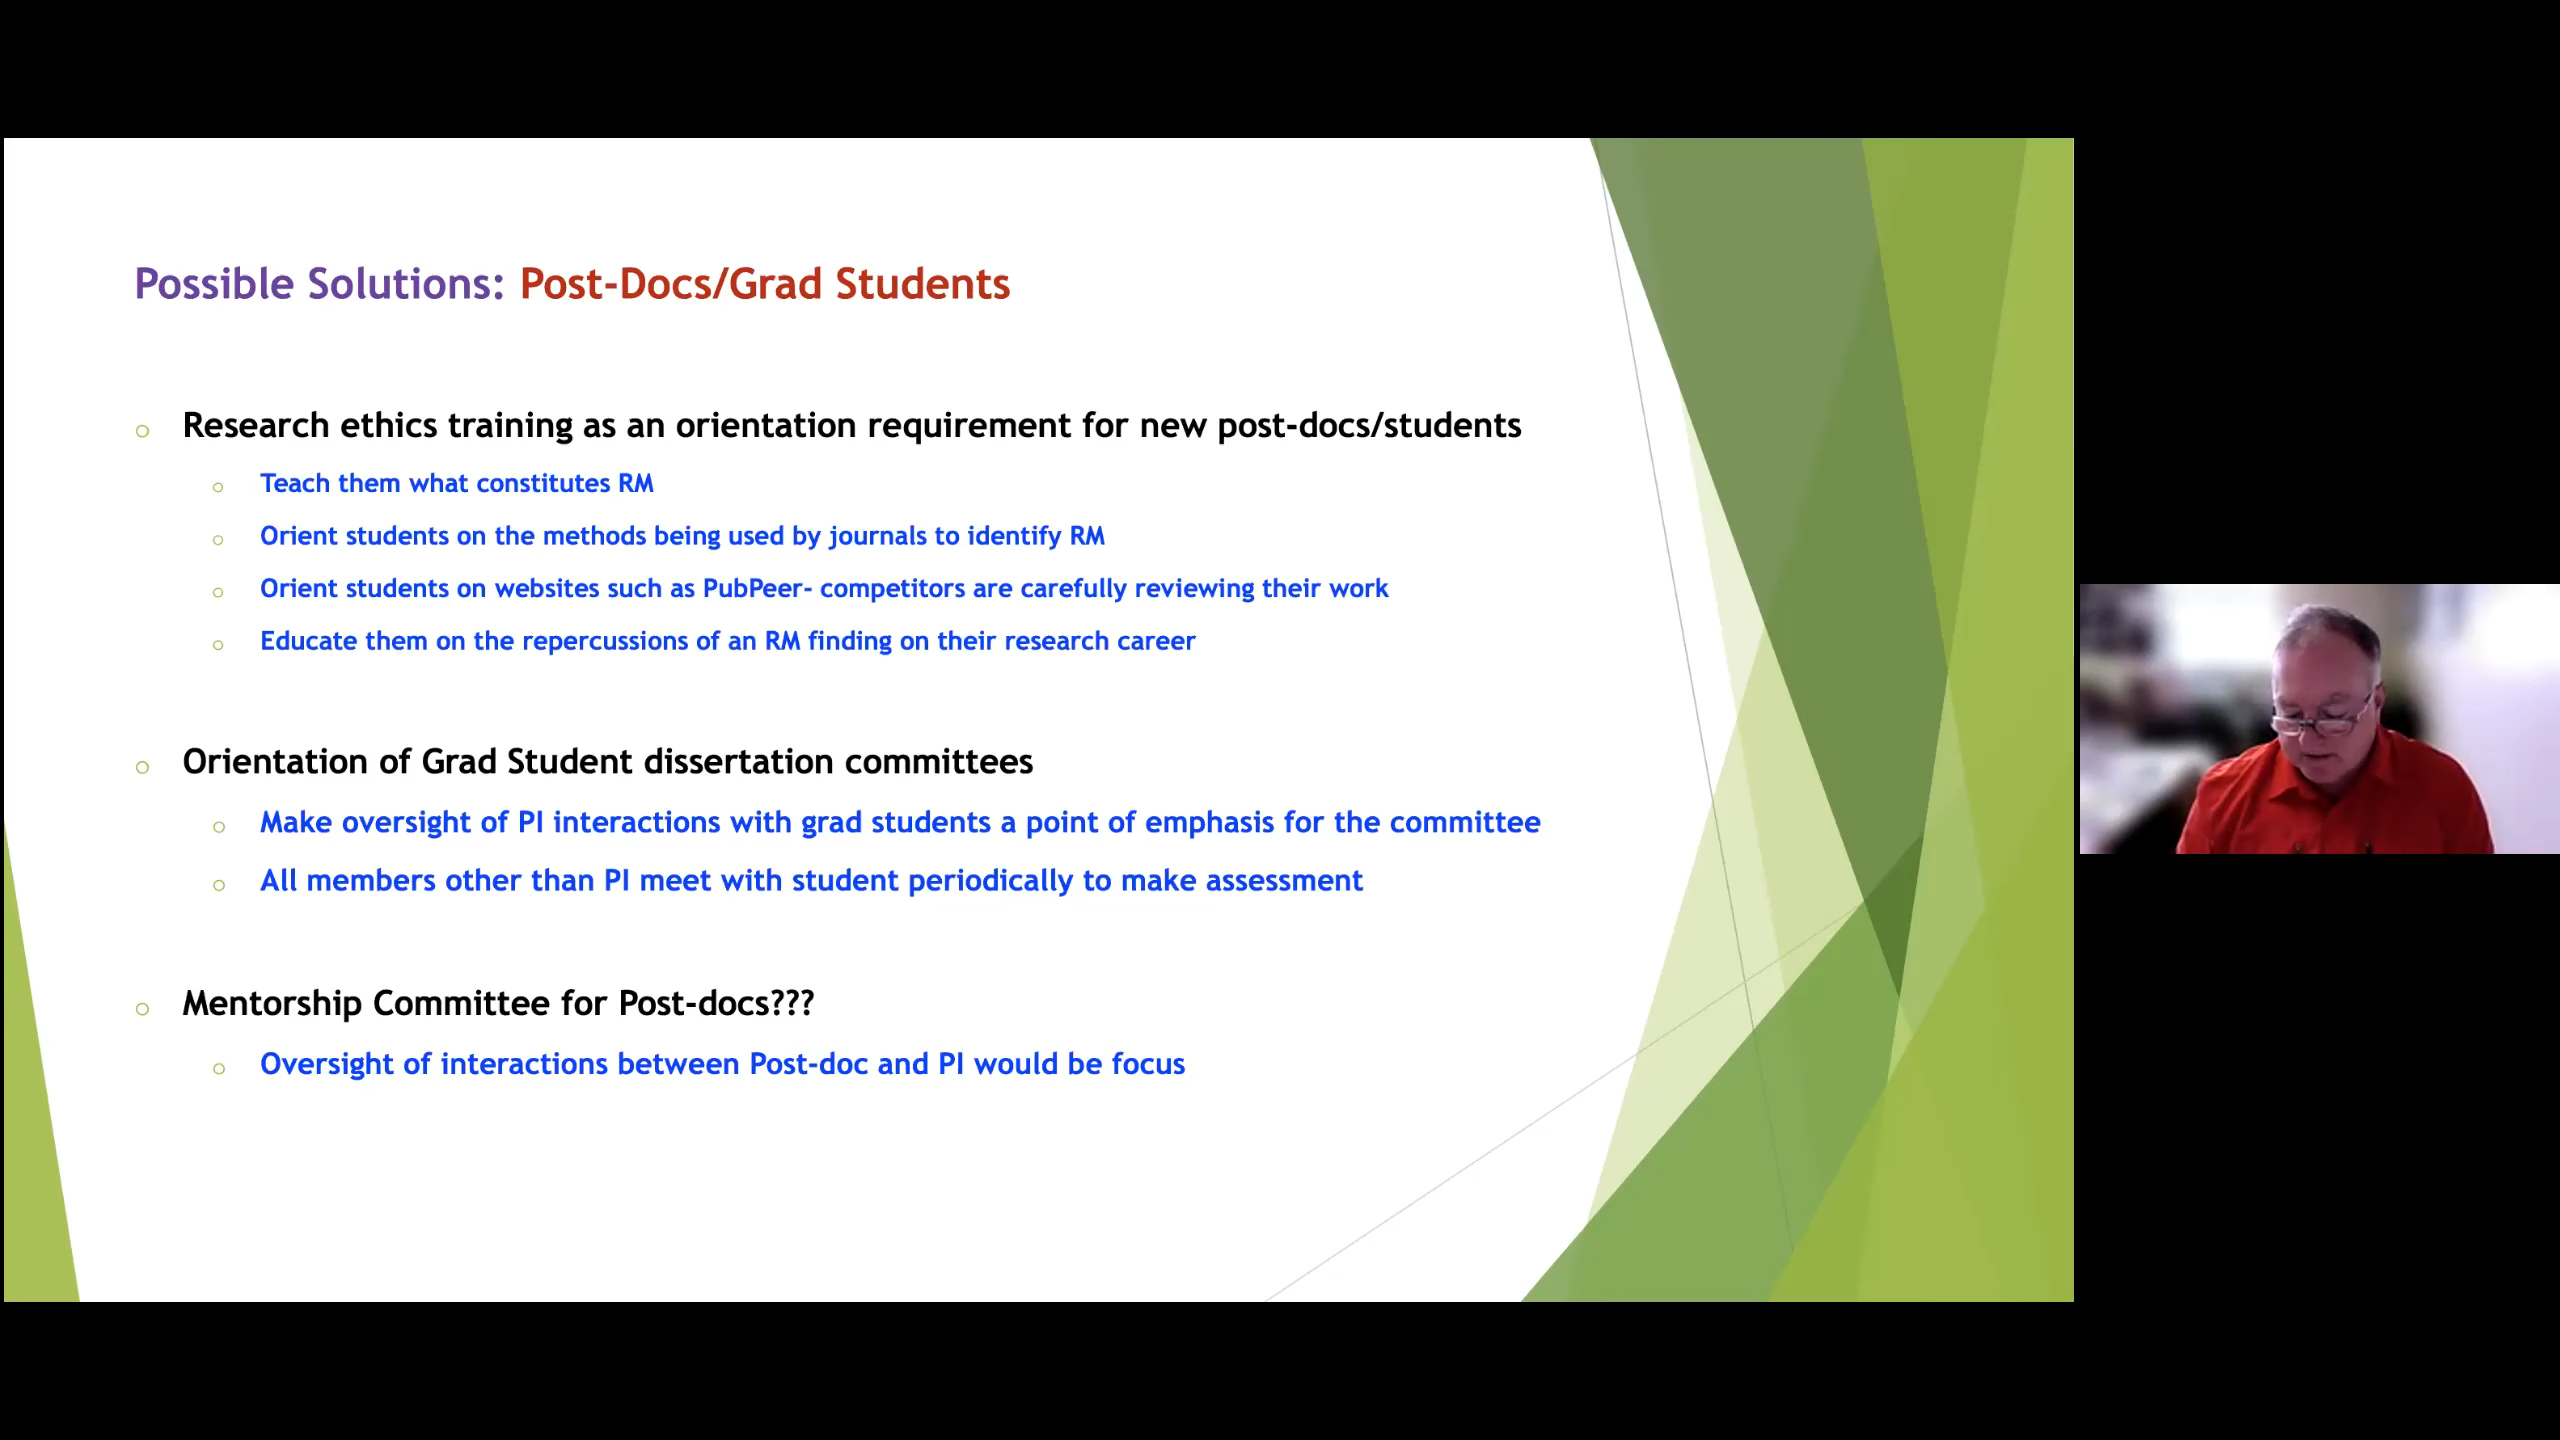 Possible Solutions: Post-Docs/Grad Students
Research ethics training as an orientation requirement for new post-docs/students
Teach them what constitutes RM
Orient students on the methods being used by journals to identify RM
Orient students on websites such as PubPeer- competitors are carefully reviewing their work
Educate them on the repercussions of an RM finding on their research career
Orientation of Grad Student dissertation committees
Make oversight of PI interactions with grad students a point of emphasis for the committee
All members other than PI meet with student periodically to make assessment
Mentorship Committee for Post-docs???
Oversight of interactions between Post-doc and PI would be focus